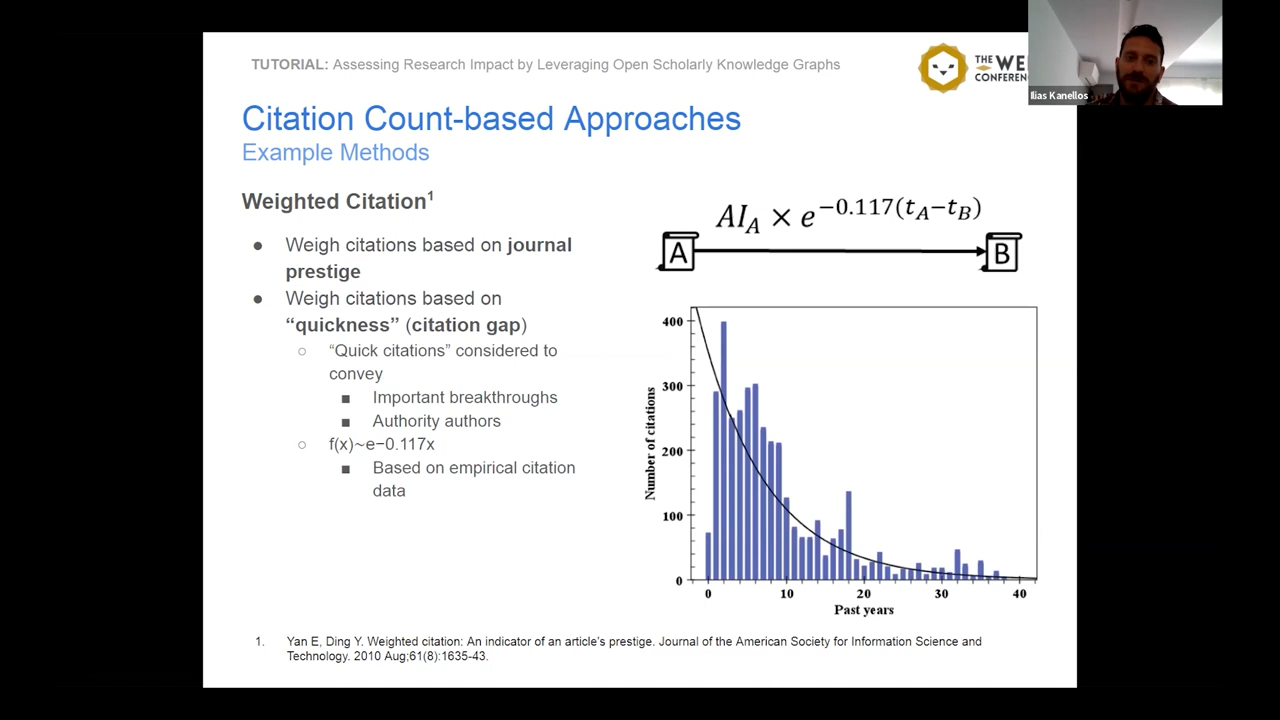 TUTORIAL: Assessing Research Impact by Leveraging Open Scholarly Knowledge Graphs
THE WE
CONFEREN
Ilias Kanellos
Citation Count-based Approaches
Example Methods
Weighted Citation1
● Weigh citations based on journal
prestige
● Weigh citations based on
“quickness” (citation gap)
○ “Quick citations” considered to
convey
■ Important breakthroughs
■ Authority authors
○ f(x)~e−0.117x
■ Based on empirical citation
data
AI_A × e^−0.117(t_A−t_B)
A B
400
300
200
100
0
Number of citations
0 10 20 30 40
Past years
1. Yan E, Ding Y. Weighted citation: An indicator of an article’s prestige. Journal of the American Society for Information Science and
Technology. 2010 Aug;61(8):1635-43.